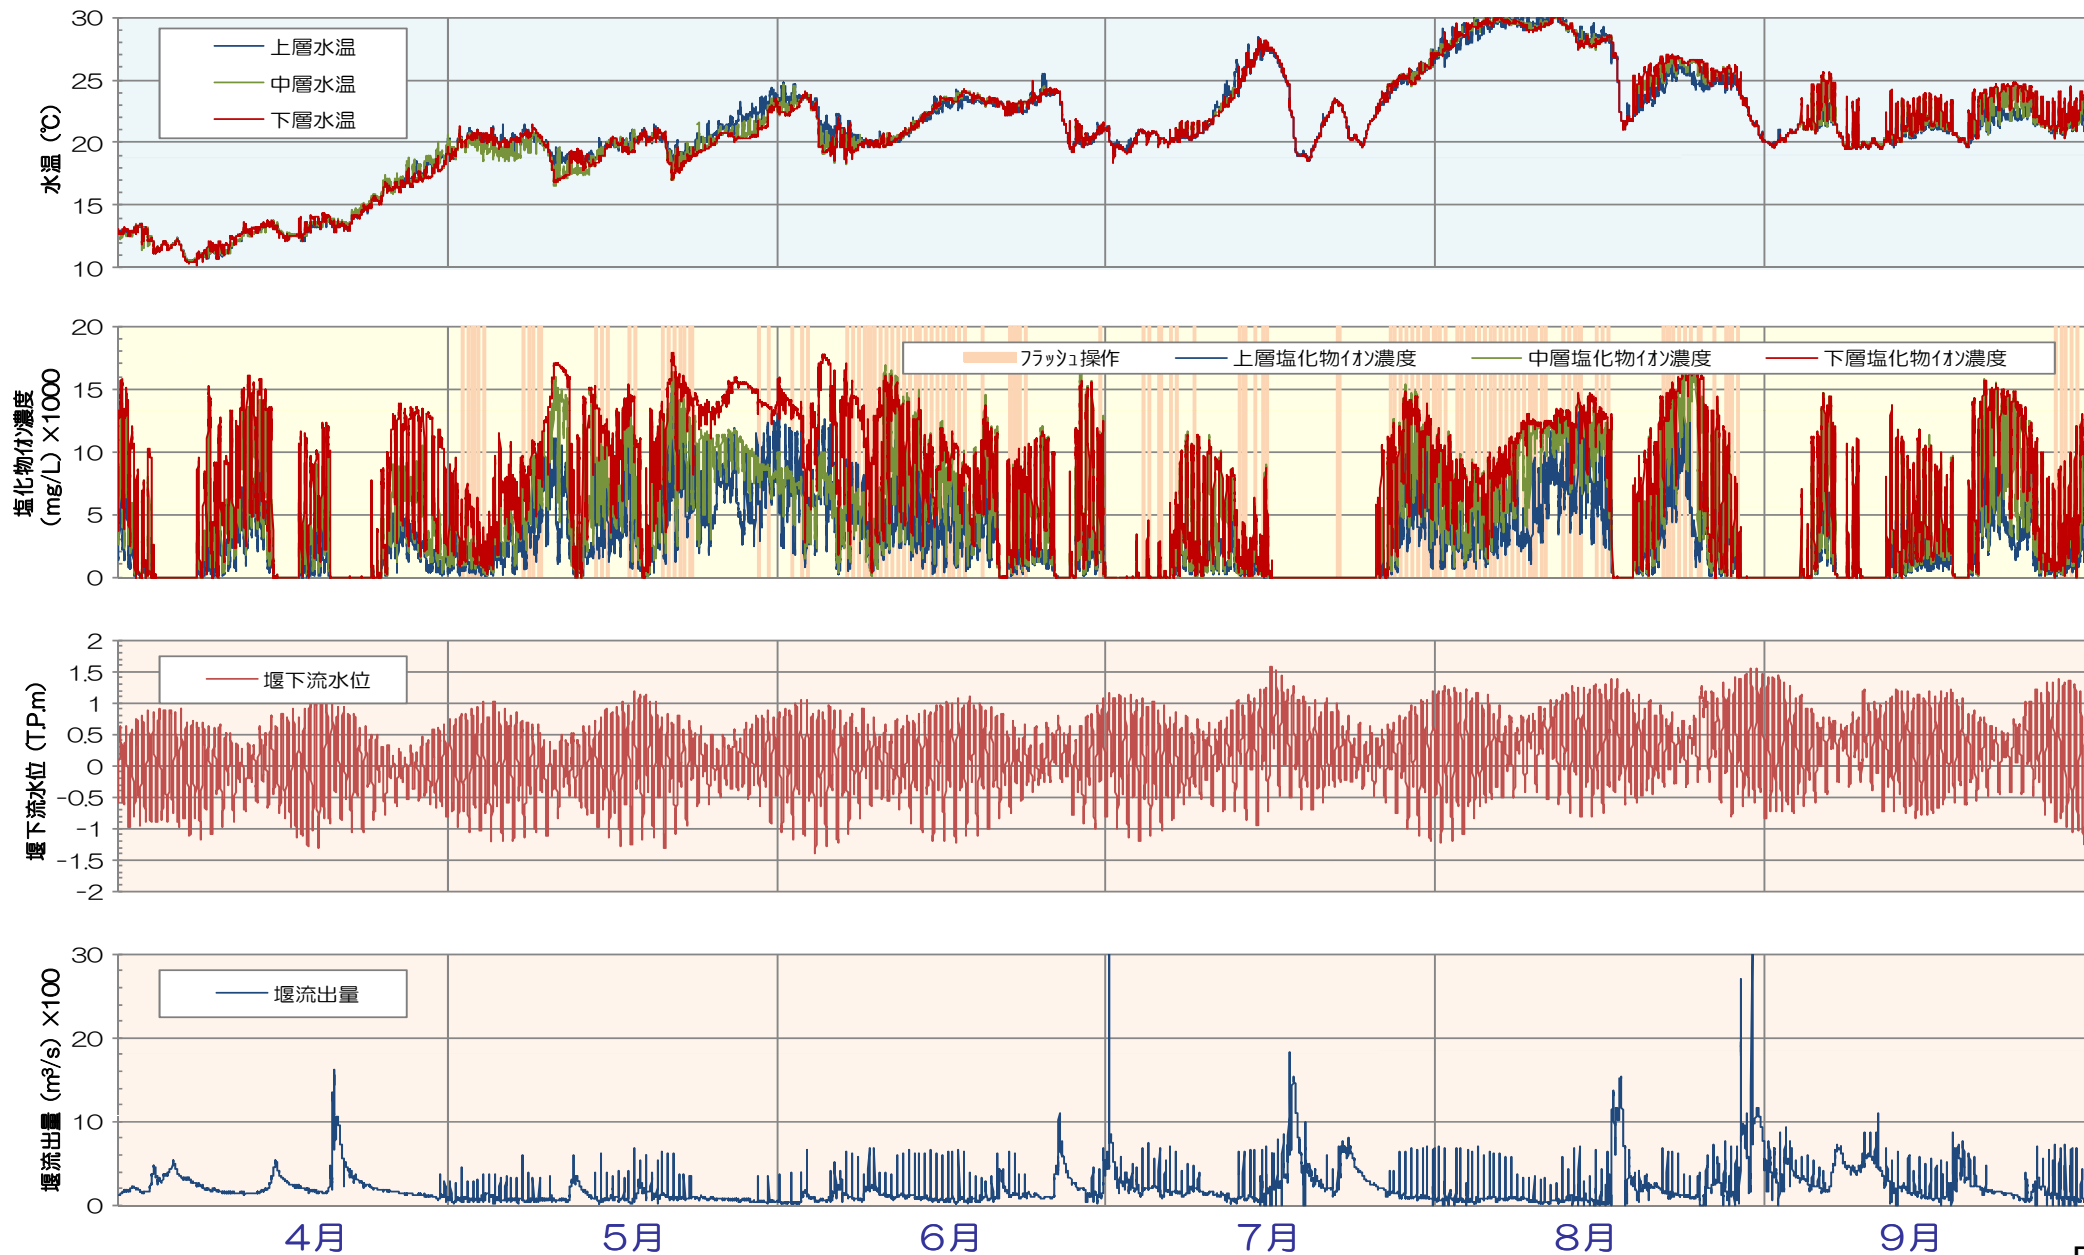 水温 (℃)
30
25
20
15
10
上層水温
中層水温
下層水温
塩化物ｲｵﾝ濃度
(mg/L) ×1000
20
15
10
5
0
ﾌﾗｯｼｭ操作 上層塩化物ｲｵﾝ濃度 中層塩化物ｲｵﾝ濃度 下層塩化物ｲｵﾝ濃度
堰下流水位 (T.P.m)
2
1.5
1
0.5
0
-0.5
-1
-1.5
-2
堰下流水位
堰流出量 (m³/s) ×100
30
20
10
0
堰流出量
4月 5月 6月 7月 8月 9月